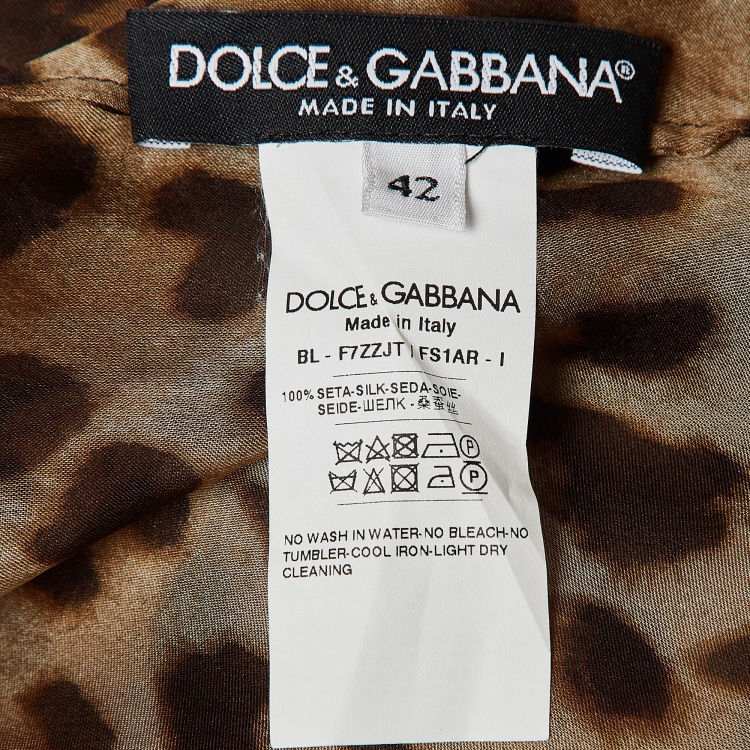 DOLCE & GABBANA®
MADE IN ITALY
42
DOLCE & GABBANA
Made in Italy
BL - F7ZZJT | FS1AR - I
100% SETA-SILK-SEDA-SOIE-
SEIDE-ШЕЛК - 桑蚕丝
P
P
NO WASH IN WATER-NO BLEACH-NO
TUMBLER-COOL IRON-LIGHT DRY
CLEANING